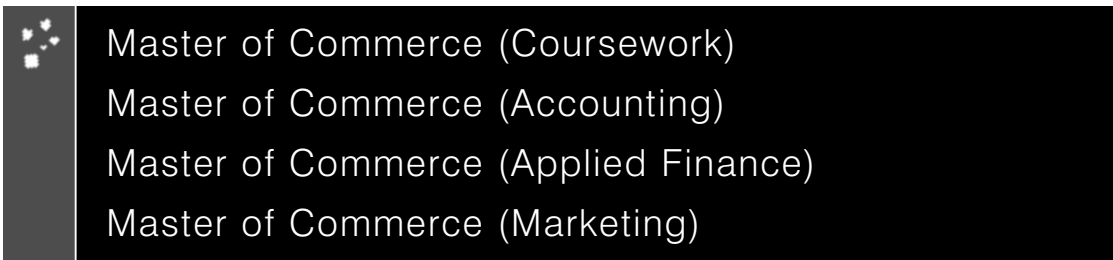 Master of Commerce (Coursework)
Master of Commerce (Accounting)
Master of Commerce (Applied Finance)
Master of Commerce (Marketing)